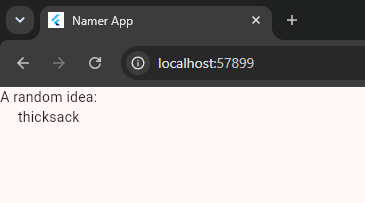 Namer App
localhost:57899
A random idea:
thicksack